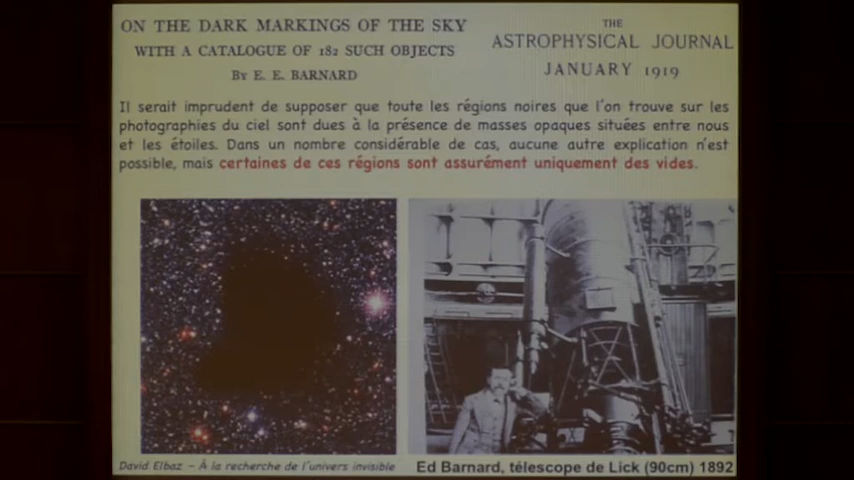 ON THE DARK MARKINGS OF THE SKY
WITH A CATALOGUE OF 182 SUCH OBJECTS
By E. E. BARNARD
THE
ASTROPHYSICAL JOURNAL
JANUARY 1919
Il serait imprudent de supposer que toute les régions noires que l'on trouve sur les
photographies du ciel sont dues à la présence de masses opaques situées entre nous
et les étoiles. Dans un nombre considérable de cas, aucune autre explication n'est
possible, mais certaines de ces régions sont assurément uniquement des vides.
David Elbaz - À la recherche de l'univers invisible
Ed Barnard, télescope de Lick (90cm) 1892